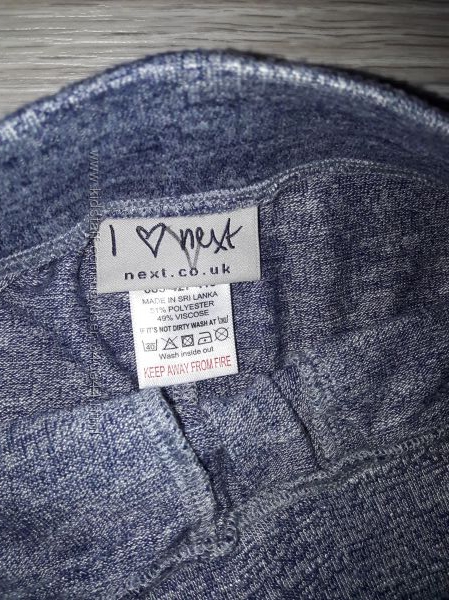 I ♡ next
next.co.uk
MADE IN SRI LANKA
51% POLYESTER
49% VISCOSE
IF IT'S NOT DIRTY WASH AT
40
Wash inside out
KEEP AWAY FROM FIRE